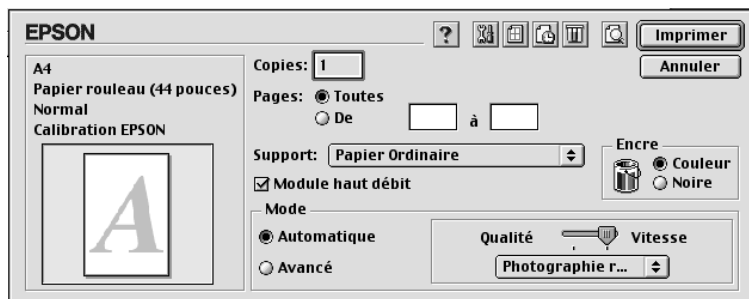 EPSON
?
Imprimer
Annuler
A4
Papier rouleau (44 pouces)
Normal
Calibration EPSON
A
Copies: 1
Pages: Toutes
De à
Support: Papier Ordinaire
Module haut débit
Encre
Couleur
Noire
Mode
Automatique
Avancé
Qualité Vitesse
Photographie r...